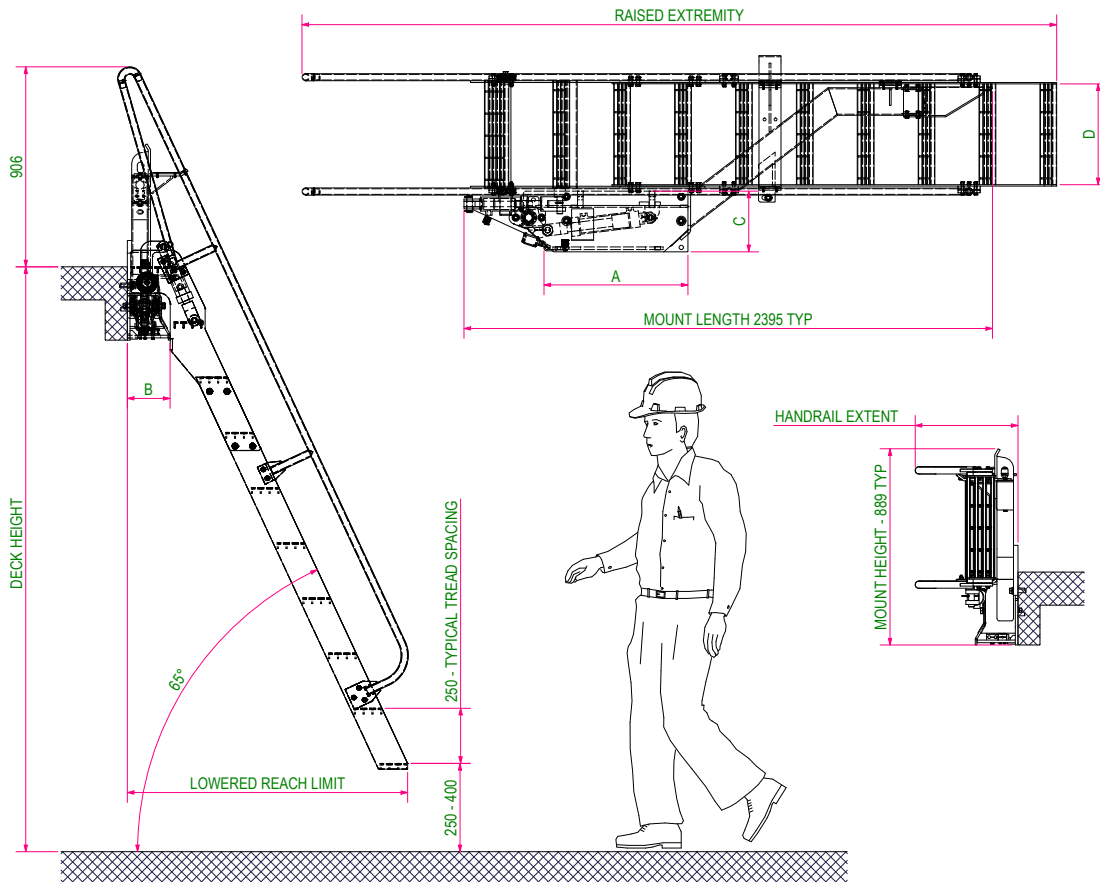 RAISED EXTREMITY
906
D
C
A
MOUNT LENGTH 2395 TYP
B
HANDRAIL EXTENT
MOUNT HEIGHT - 889 TYP
DECK HEIGHT
250 - TYPICAL TREAD SPACING
65°
LOWERED REACH LIMIT
250 - 400